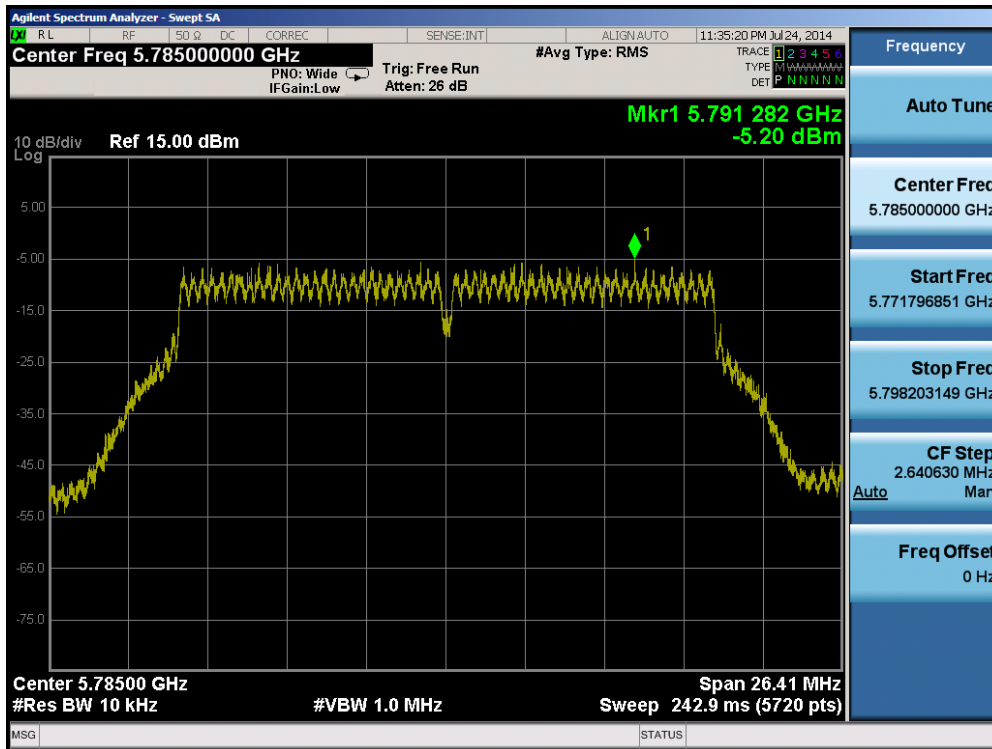 Agilent Spectrum Analyzer - Swept SA
LXI RL RF 50 Ω DC CORREC SENSE:INT ALIGN AUTO 11:35:20 PM Jul 24, 2014
Center Freq 5.785000000 GHz #Avg Type: RMS TRACE 1 2 3 4 5 6
PNO: Wide Trig: Free Run TYPE M
IFGain:Low Atten: 26 dB DET P N N N N N
Mkr1 5.791 282 GHz
10 dB/div Ref 15.00 dBm -5.20 dBm
Log
5.00
1
-5.00
-15.0
-25.0
-35.0
-45.0
-55.0
-65.0
-75.0
Center 5.78500 GHz Span 26.41 MHz
#Res BW 10 kHz #VBW 1.0 MHz Sweep 242.9 ms (5720 pts)
MSG STATUS
Frequency
Auto Tune
Center Freq
5.785000000 GHz
Start Freq
5.771796851 GHz
Stop Freq
5.798203149 GHz
CF Step
2.640630 MHz
Auto Man
Freq Offset
0 Hz